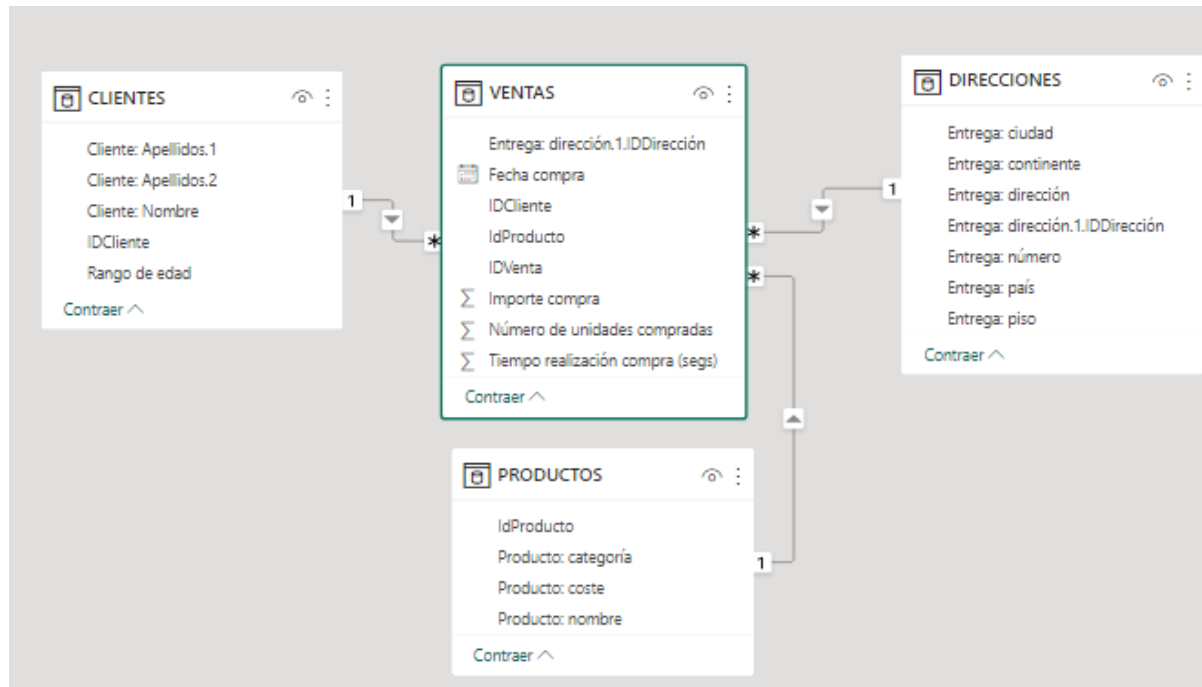 CLIENTES
Cliente: Apellidos.1
Cliente: Apellidos.2
Cliente: Nombre
IDCliente
Rango de edad
Contraer
1
*
VENTAS
Entrega: dirección.1.IDDirección
Fecha compra
IDCliente
IdProducto
IDVenta
Σ Importe compra
Σ Número de unidades compradas
Σ Tiempo realización compra (segs)
Contraer
*
*
1
DIRECCIONES
Entrega: ciudad
Entrega: continente
Entrega: dirección
Entrega: dirección.1.IDDirección
Entrega: número
Entrega: país
Entrega: piso
Contraer
PRODUCTOS
IdProducto
Producto: categoría
Producto: coste
Producto: nombre
Contraer
1